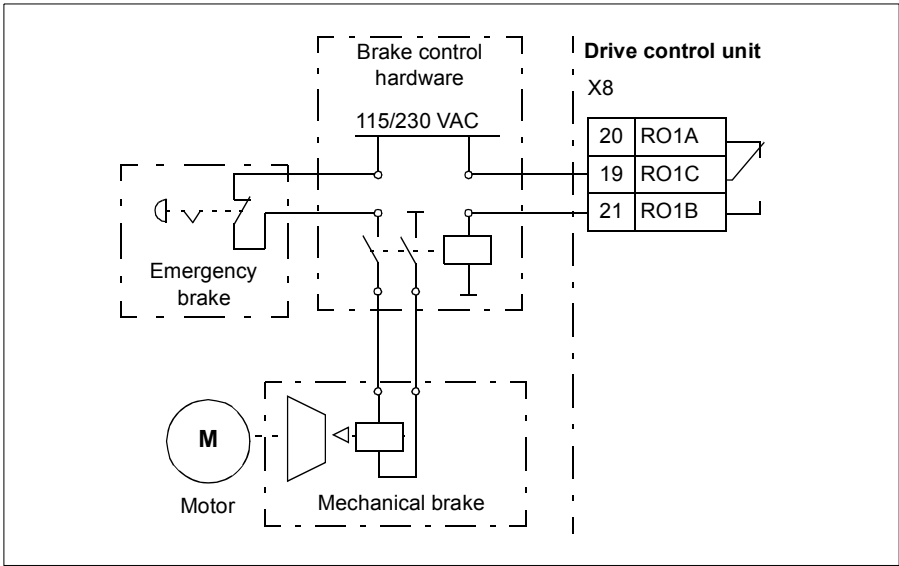 Brake control
hardware
115/230 VAC
Drive control unit
X8
20 RO1A
19 RO1C
21 RO1B
Emergency
brake
M
Motor
Mechanical brake